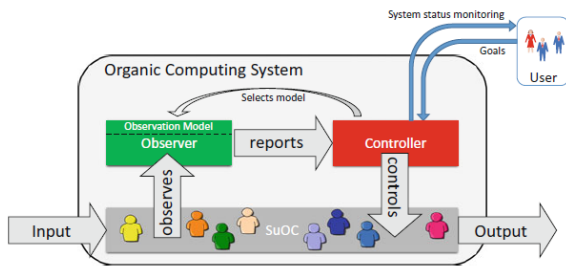 System status monitoring
Goals
User
Organic Computing System
Selects model
Observation Model
Observer
reports
Controller
observes
controls
Input
SuOC
Output